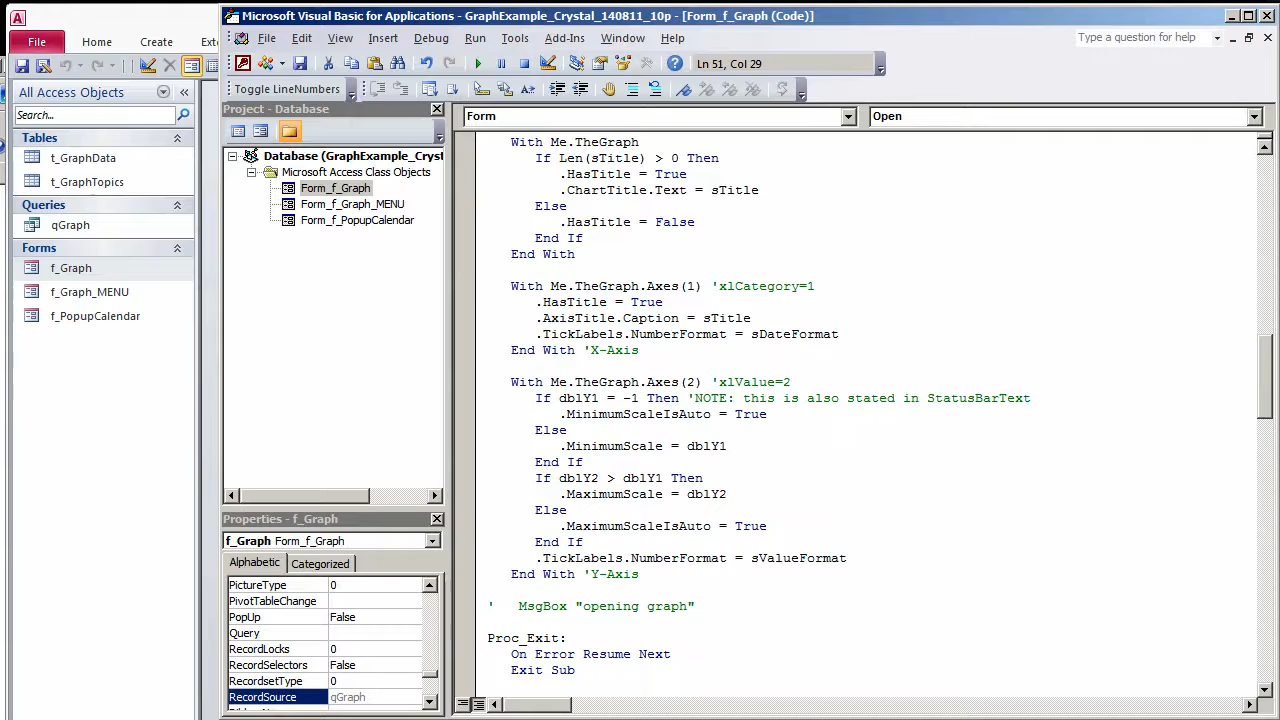 Microsoft Visual Basic for Applications - GraphExample_Crystal_140811_10p - [Form_f_Graph (Code)]
File Home Create Exte
File Edit View Insert Debug Run Tools Add-Ins Window Help
Type a question for help
Ln 51, Col 29
Toggle LineNumbers
All Access Objects
Search...
Tables
t_GraphData
t_GraphTopics
Queries
qGraph
Forms
f_Graph
f_Graph_MENU
f_PopupCalendar
Project - Database
Database (GraphExample_Cryst
Microsoft Access Class Objects
Form_f_Graph
Form_f_Graph_MENU
Form_f_PopupCalendar
Properties - f_Graph
f_Graph Form_f_Graph
Alphabetic Categorized
PictureType 0
PivotTableChange
PopUp False
Query
RecordLocks 0
RecordSelectors False
RecordsetType 0
RecordSource qGraph
Form Open
With Me.TheGraph
If Len(sTitle) > 0 Then
.HasTitle = True
.ChartTitle.Text = sTitle
Else
.HasTitle = False
End If
End With
With Me.TheGraph.Axes(1) 'xlCategory=1
.HasTitle = True
.AxisTitle.Caption = sTitle
.TickLabels.NumberFormat = sDateFormat
End With 'X-Axis
With Me.TheGraph.Axes(2) 'xlValue=2
If dblY1 = -1 Then 'NOTE: this is also stated in StatusBarText
.MinimumScaleIsAuto = True
Else
.MinimumScale = dblY1
End If
If dblY2 > dblY1 Then
.MaximumScale = dblY2
Else
.MaximumScaleIsAuto = True
End If
.TickLabels.NumberFormat = sValueFormat
End With 'Y-Axis
' MsgBox "opening graph"
Proc_Exit:
On Error Resume Next
Exit Sub